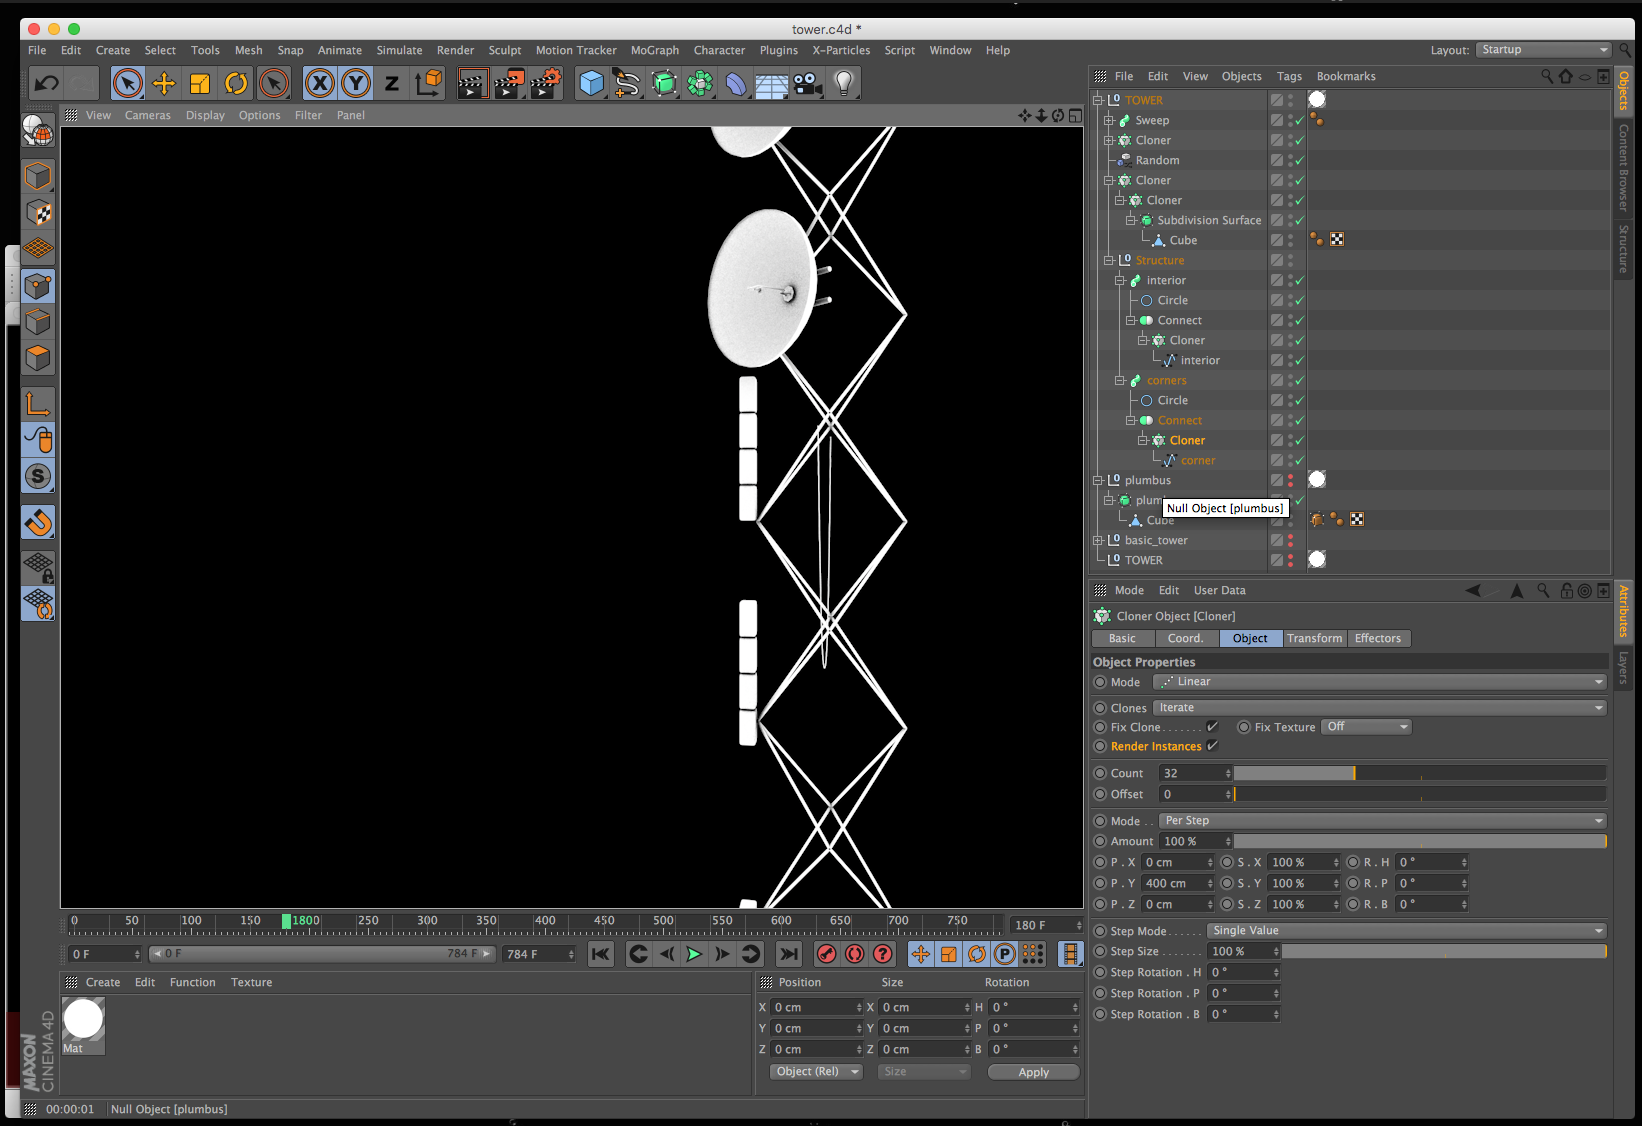 tower.c4d *
File Edit Create Select Tools Mesh Snap Animate Simulate Render Sculpt Motion Tracker MoGraph Character Plugins X-Particles Script Window Help
Layout: Startup
X Y Z
File Edit View Objects Tags Bookmarks
View Cameras Display Options Filter Panel
TOWER
Sweep
Cloner
Random
Cloner
Cloner
Subdivision Surface
Cube
Structure
interior
Circle
Connect
Cloner
interior
corners
Circle
Connect
Cloner
corner
plumbus
plum
Null Object [plumbus]
Cube
basic_tower
TOWER
Objects
Content Browser
Structure
Mode Edit User Data
Cloner Object [Cloner]
Basic Coord. Object Transform Effectors
Object Properties
Mode Linear
Clones Iterate
Fix Clone....... Fix Texture Off
Render Instances
Count 32
Offset 0
Mode . . Per Step
Amount 100 %
P . X 0 cm S . X 100 % R . H 0 °
P . Y 400 cm S . Y 100 % R . P 0 °
P . Z 0 cm S . Z 100 % R . B 0 °
Step Mode...... Single Value
Step Size....... 100 %
Step Rotation . H 0 °
Step Rotation . P 0 °
Step Rotation . B 0 °
Attributes
Layers
0 50 100 150 1800 250 300 350 400 450 500 550 600 650 700 750
180 F
0 F 0 F 784 F 784 F
Create Edit Function Texture
Mat
Position Size Rotation
X 0 cm X 0 cm H 0 °
Y 0 cm Y 0 cm P 0 °
Z 0 cm Z 0 cm B 0 °
Object (Rel) Size Apply
MAXON
CINEMA 4D
00:00:01 Null Object [plumbus]